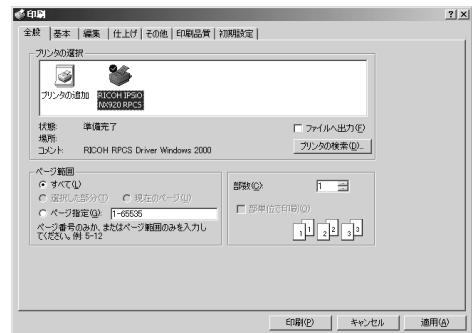 印刷
全般 基本 編集 仕上げ その他 印刷品質 初期設定
プリンタの選択
プリンタの追加 RICOH IPSiO
NX920 RPCS
状態: 準備完了
場所:
コメント: RICOH RPCS Driver Windows 2000
ファイルへ出力(F)
プリンタの検索(D)...
ページ範囲
すべて(L)
選択した部分(T) 現在のページ(U)
ページ指定(G): 1-65535
ページ番号のみか、またはページ範囲のみを入力し
てください。例: 5-12
部数(C): 1
部単位で印刷(O)
1 1 2 2 3 3
印刷(P) キャンセル 適用(A)